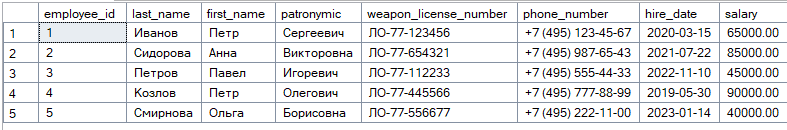 employee_id last_name first_name patronymic weapon_license_number phone_number hire_date salary
1 1 Иванов Петр Сергеевич ЛО-77-123456 +7 (495) 123-45-67 2020-03-15 65000.00
2 2 Сидорова Анна Викторовна ЛО-77-654321 +7 (495) 987-65-43 2021-07-22 85000.00
3 3 Петров Павел Игоревич ЛО-77-112233 +7 (495) 555-44-33 2022-11-10 45000.00
4 4 Козлов Петр Олегович ЛО-77-445566 +7 (495) 777-88-99 2019-05-30 90000.00
5 5 Смирнова Ольга Борисовна ЛО-77-556677 +7 (495) 222-11-00 2023-01-14 40000.00